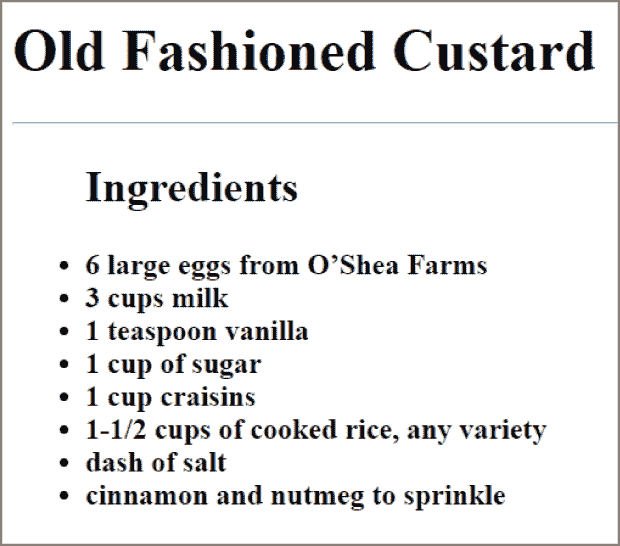 Old Fashioned Custard
Ingredients
• 6 large eggs from O’Shea Farms
• 3 cups milk
• 1 teaspoon vanilla
• 1 cup of sugar
• 1 cup craisins
• 1-1/2 cups of cooked rice, any variety
• dash of salt
• cinnamon and nutmeg to sprinkle